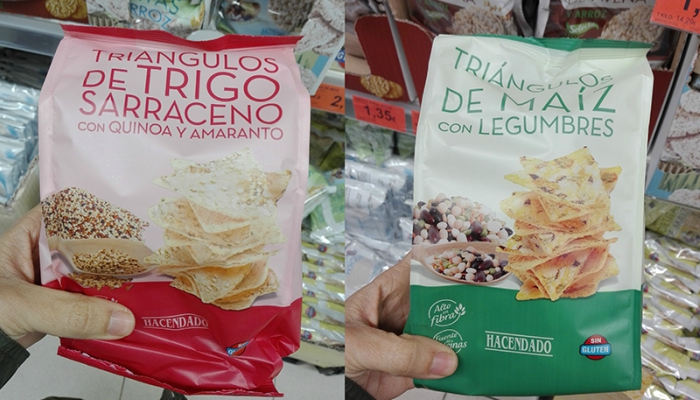 TRIÁNGULOS
DE TRIGO
SARRACENO
CON QUINOA Y AMARANTO
HACENDADO
TRIÁNGULOS
DE MAÍZ
CON LEGUMBRES
Alto en
fibra
Fuente de
HACENDADO
SIN
GLUTEN
1,35€